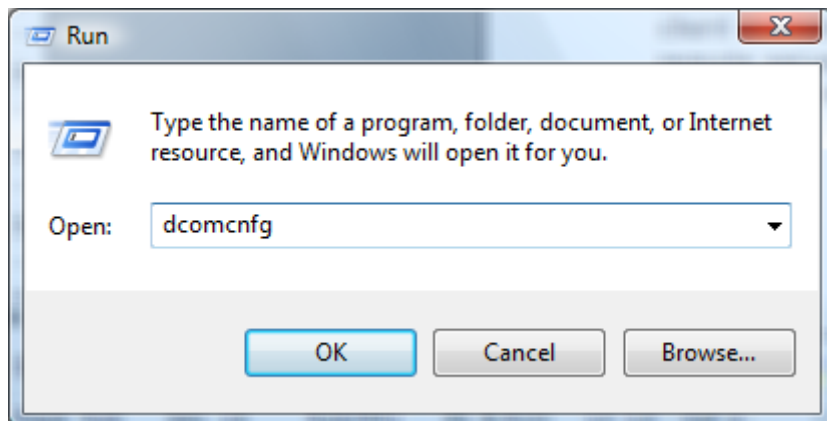 Run
Type the name of a program, folder, document, or Internet
resource, and Windows will open it for you.
Open: dcomcnfg
OK Cancel Browse...